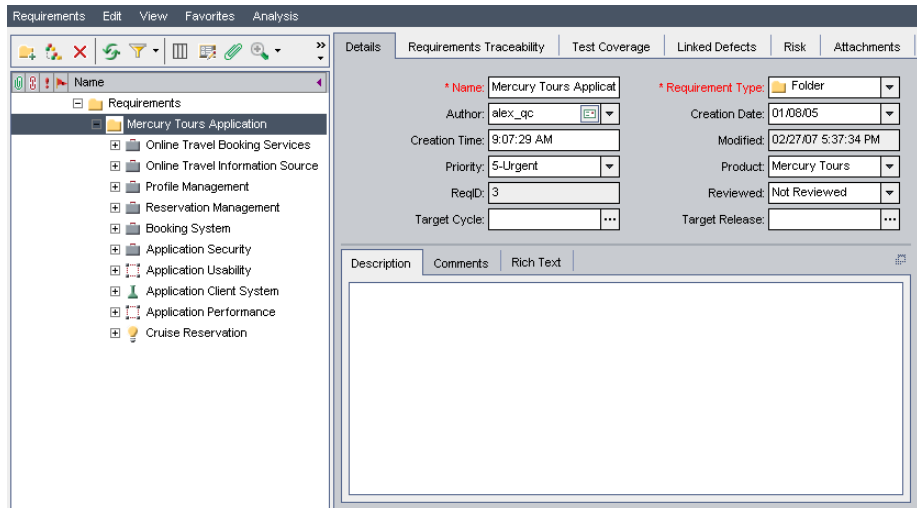 Requirements Edit View Favorites Analysis
»
Name
Requirements
Mercury Tours Application
Online Travel Booking Services
Online Travel Information Source
Profile Management
Reservation Management
Booking System
Application Security
Application Usability
Application Client System
Application Performance
Cruise Reservation
Details Requirements Traceability Test Coverage Linked Defects Risk Attachments
* Name: Mercury Tours Applicat * Requirement Type: Folder
Author: alex_qc Creation Date: 01/08/05
Creation Time: 9:07:29 AM Modified: 02/27/07 5:37:34 PM
Priority: 5-Urgent Product: Mercury Tours
ReqID: 3 Reviewed: Not Reviewed
Target Cycle: ... Target Release: ...
Description Comments Rich Text